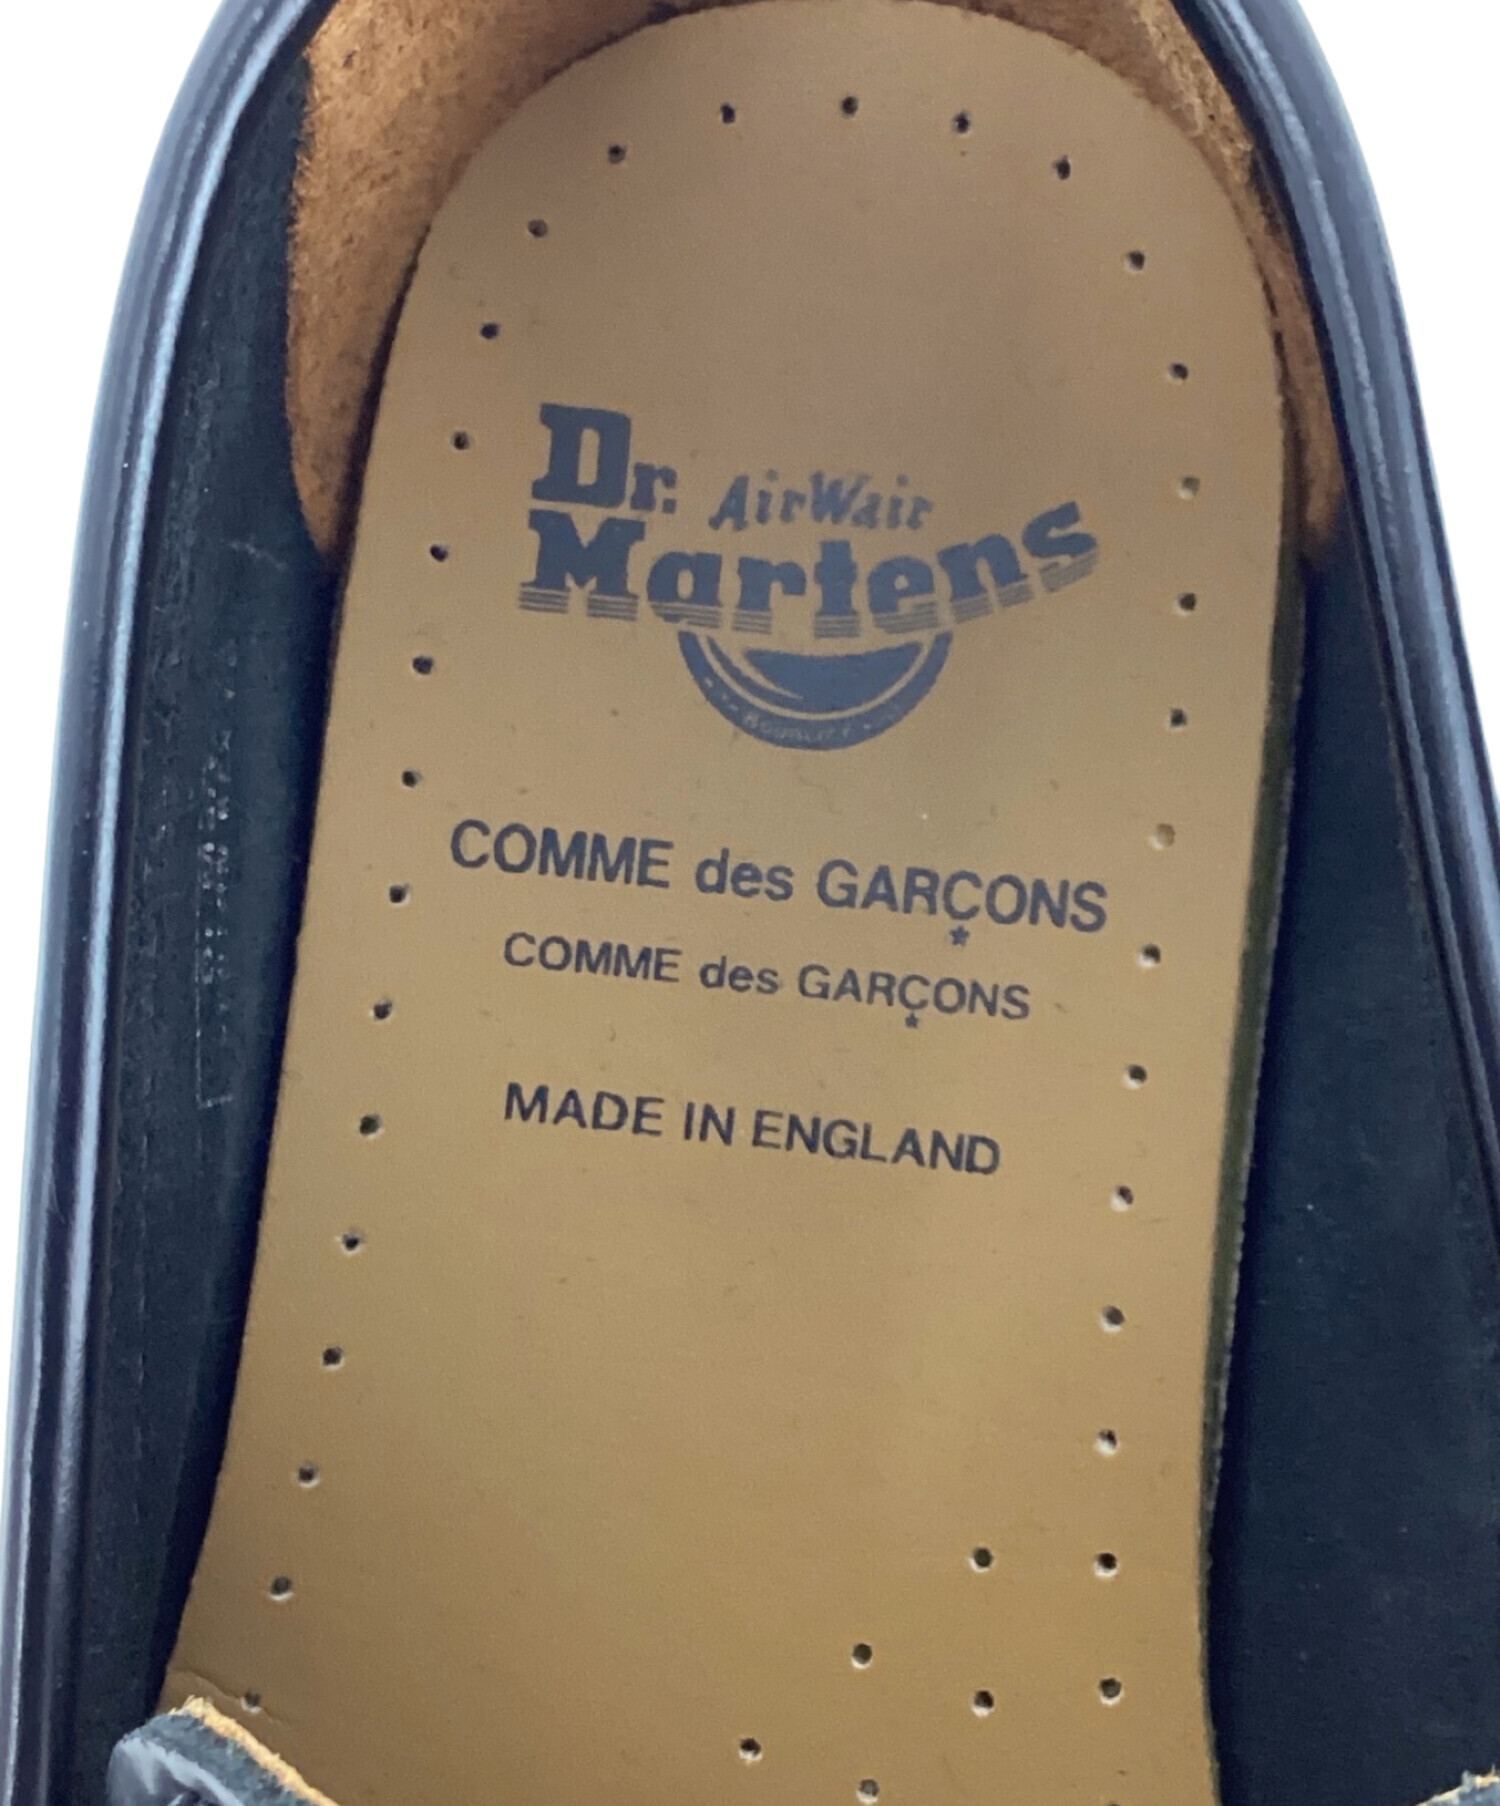 Dr. AirWair
Martens
COMME des GARÇONS
COMME des GARÇONS
MADE IN ENGLAND